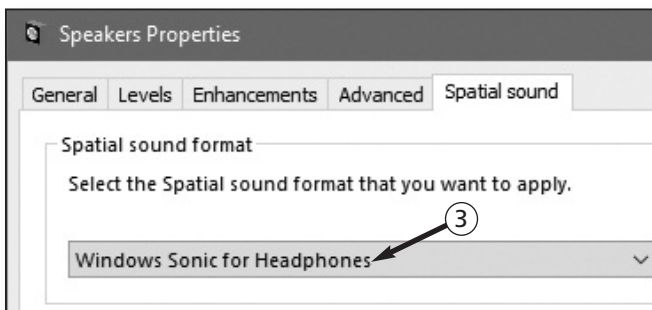 Speakers Properties
General Levels Enhancements Advanced Spatial sound
Spatial sound format
Select the Spatial sound format that you want to apply.
3
Windows Sonic for Headphones